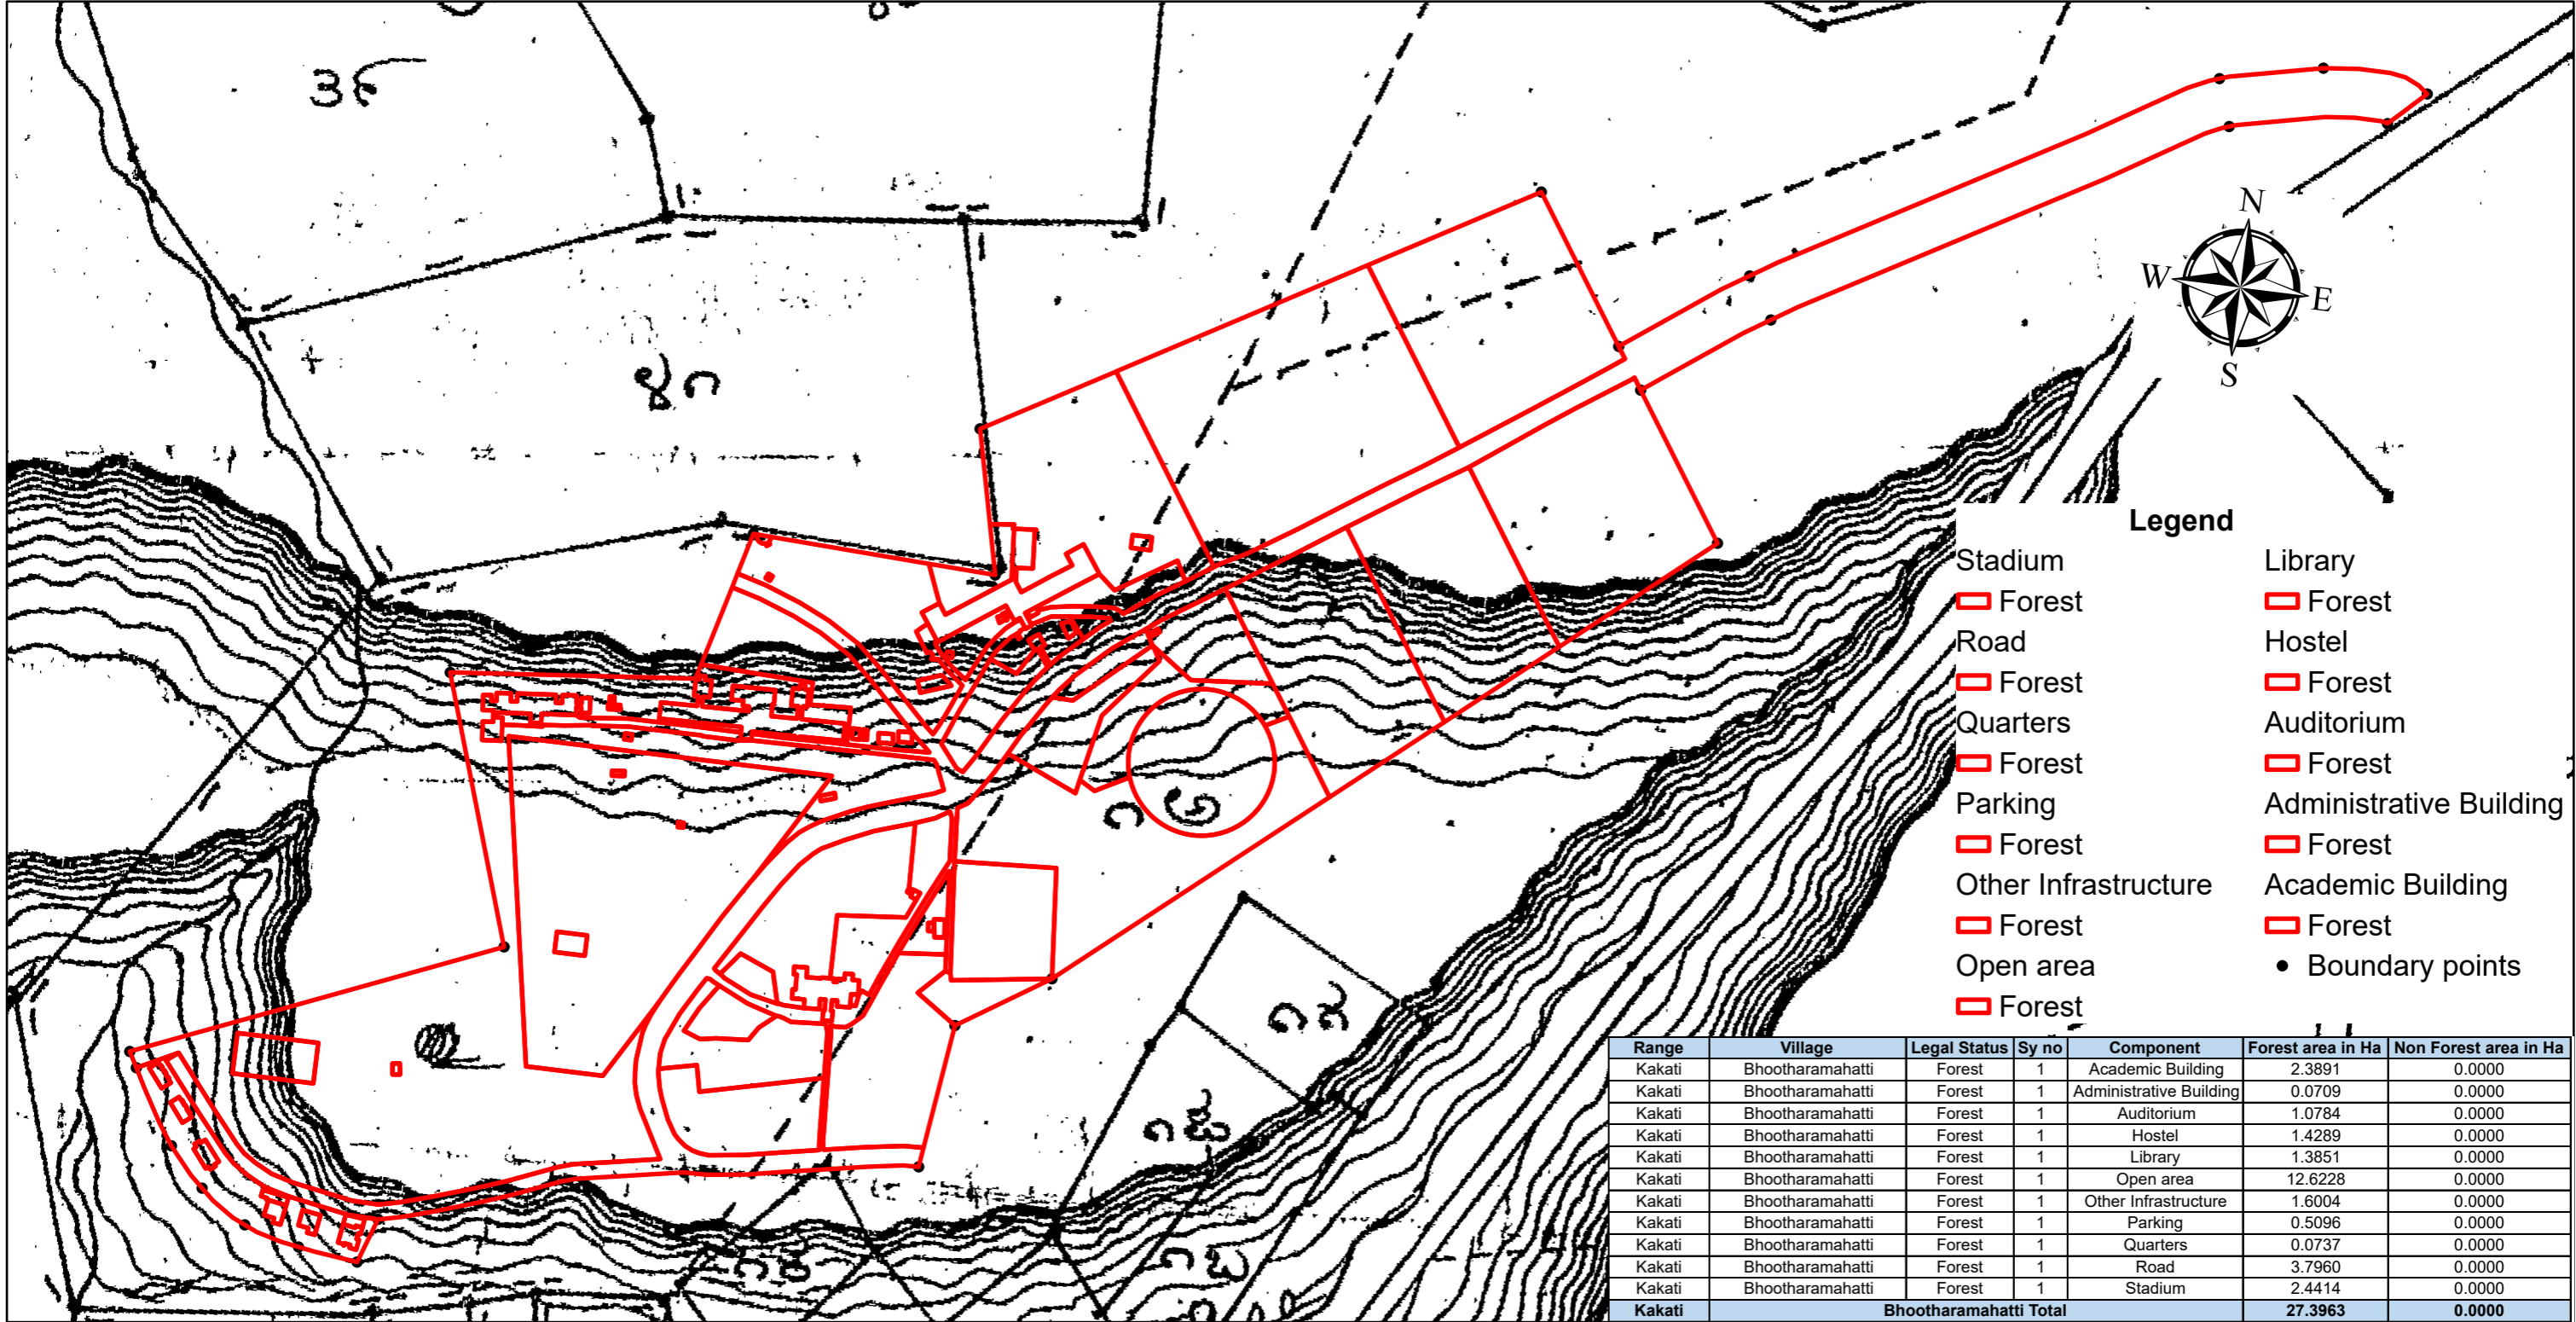 N
W
E
S
Legend
Stadium
Forest
Road
Forest
Quarters
Forest
Parking
Forest
Other Infrastructure
Forest
Open area
Forest
Library
Forest
Hostel
Forest
Auditorium
Forest
Administrative Building
Forest
Academic Building
Forest
Boundary points
Range Village Legal Status Sy no Component Forest area in Ha Non Forest area in Ha
Kakati Bhootharamahatti Forest 1 Academic Building 2.3891 0.0000
Kakati Bhootharamahatti Forest 1 Administrative Building 0.0709 0.0000
Kakati Bhootharamahatti Forest 1 Auditorium 1.0784 0.0000
Kakati Bhootharamahatti Forest 1 Hostel 1.4289 0.0000
Kakati Bhootharamahatti Forest 1 Library 1.3851 0.0000
Kakati Bhootharamahatti Forest 1 Open area 12.6228 0.0000
Kakati Bhootharamahatti Forest 1 Other Infrastructure 1.6004 0.0000
Kakati Bhootharamahatti Forest 1 Parking 0.5096 0.0000
Kakati Bhootharamahatti Forest 1 Quarters 0.0737 0.0000
Kakati Bhootharamahatti Forest 1 Road 3.7960 0.0000
Kakati Bhootharamahatti Forest 1 Stadium 2.4414 0.0000
Kakati Bhootharamahatti Total 27.3963 0.0000